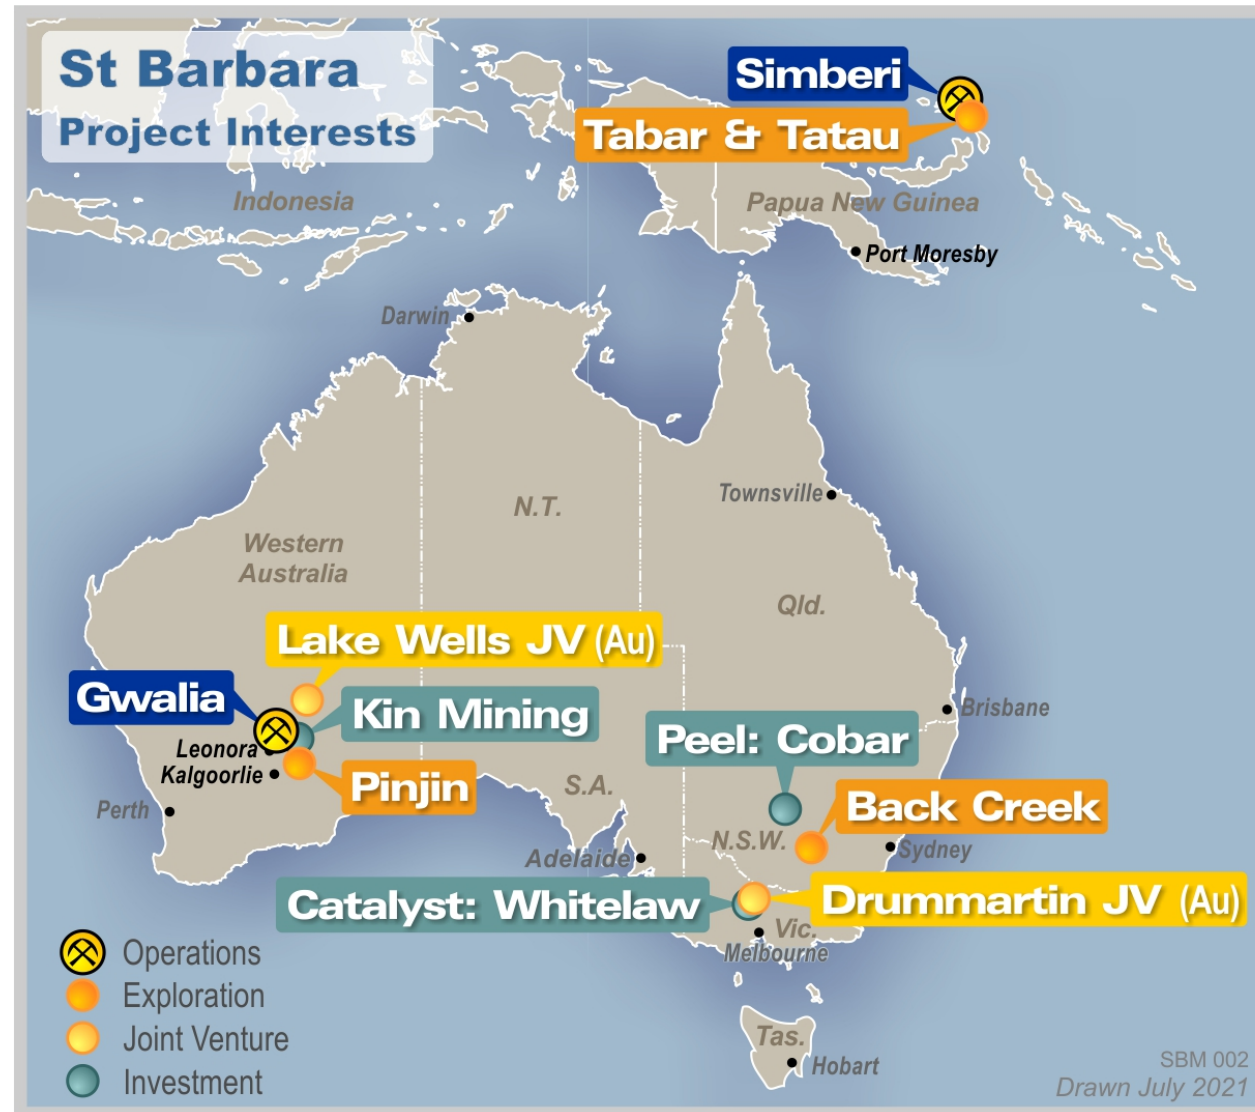 St Barbara
Project Interests
Simberi
Tabar & Tatau
Indonesia
Papua New Guinea
Port Moresby
Darwin
Townsville
N.T.
Western
Australia
Qld.
Lake Wells JV (Au)
Gwalia
Kin Mining
Brisbane
Peel: Cobar
Leonora
Kalgoorlie
Pinjin
S.A.
Back Creek
Perth
N.S.W.
Sydney
Adelaide
Catalyst: Whitelaw
Drummartin JV (Au)
Vic.
Melbourne
Operations
Exploration
Joint Venture
Investment
Tas.
Hobart
SBM 002
Drawn July 2021